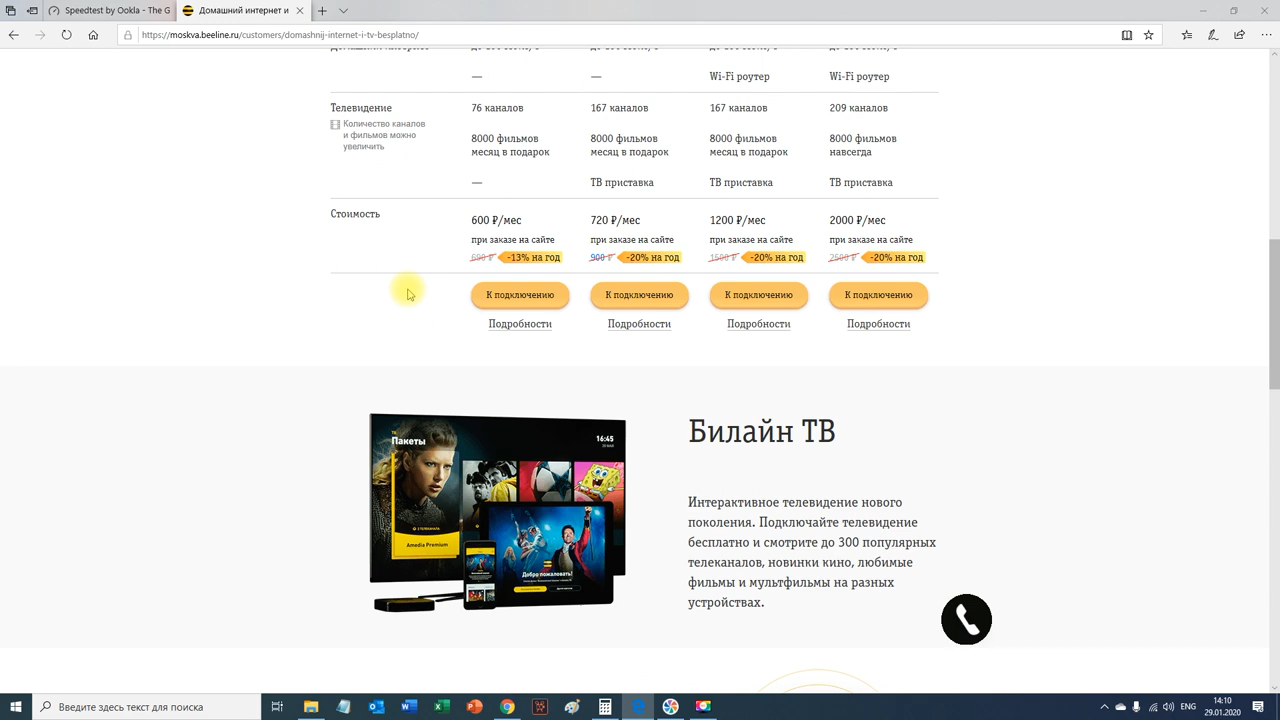 Speedtest by Ookla - The G
Домашний интернет и
https://moskva.beeline.ru/customers/domashnij-internet-i-tv-besplatno/
— — Wi-Fi роутер Wi-Fi роутер
Телевидение 76 каналов 167 каналов 167 каналов 209 каналов
Количество каналов
и фильмов можно
увеличить
8000 фильмов 8000 фильмов 8000 фильмов 8000 фильмов
месяц в подарок месяц в подарок месяц в подарок навсегда
— ТВ приставка ТВ приставка ТВ приставка
Стоимость 600 ₽/мес 720 ₽/мес 1200 ₽/мес 2000 ₽/мес
при заказе на сайте при заказе на сайте при заказе на сайте при заказе на сайте
690 ₽ -13% на год 900 ₽ -20% на год 1500 ₽ -20% на год 2500 ₽ -20% на год
К подключению К подключению К подключению К подключению
Подробности Подробности Подробности Подробности
ТВ
Пакеты
16:45
Amedia Premium
Добро пожаловать!
Билайн ТВ
Интерактивное телевидение нового
поколения. Подключайте телевидение
бесплатно и смотрите до 300 популярных
телеканалов, новинки кино, любимые
фильмы и мультфильмы на разных
устройствах.
Введите здесь текст для поиска
ENG
14:10
29.01.2020